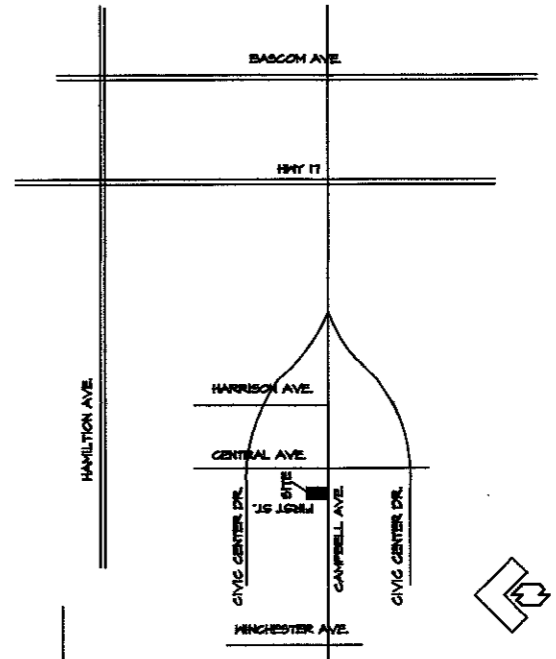 BASCOM AVE.
HWY 17
HAMILTION AVE.
HARRISON AVE.
CENTRAL AVE.
SITE
FIRST ST.
CIVIC CENTER DR.
CAMPBELL AVE.
CIVIC CENTER DR.
WINCHESTER AVE.